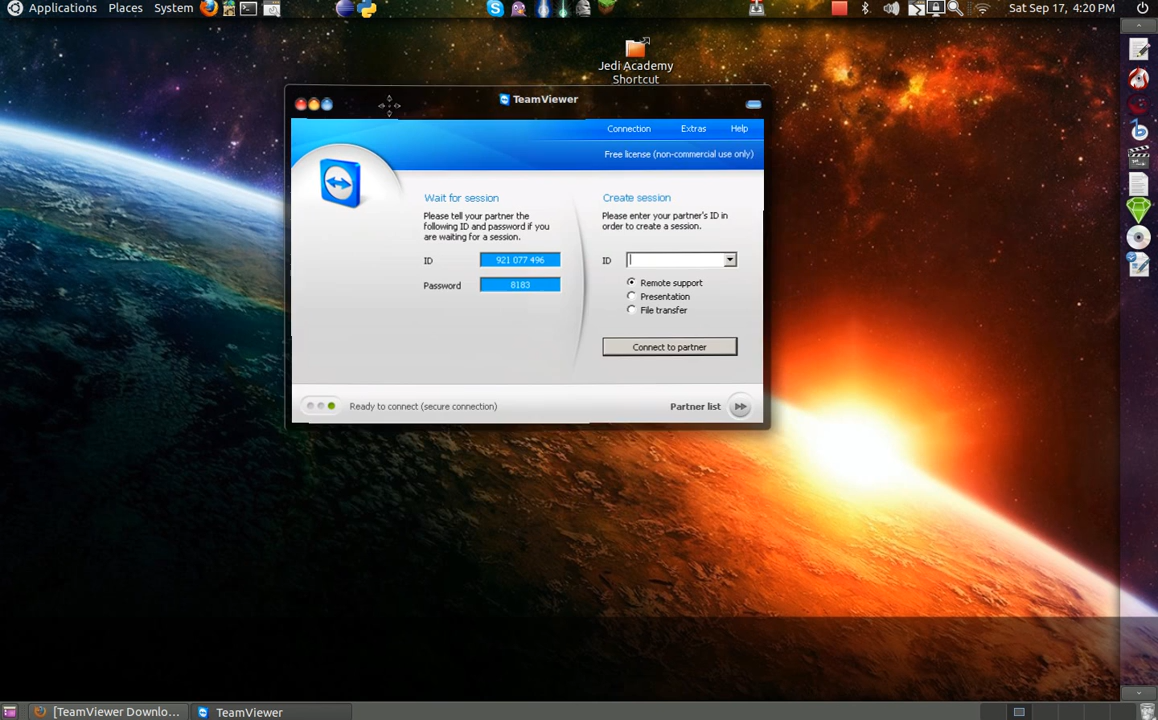 Applications Places System
Sat Sep 17, 4:20 PM
Jedi Academy
Shortcut
TeamViewer
Connection Extras Help
Free license (non-commercial use only)
Wait for session
Please tell your partner the
following ID and password if you
are waiting for a session.
ID 921 077 496
Password 8183
Create session
Please enter your partner's ID in
order to create a session.
ID
Remote support
Presentation
File transfer
Connect to partner
Ready to connect (secure connection)
Partner list
[TeamViewer Downlo... TeamViewer